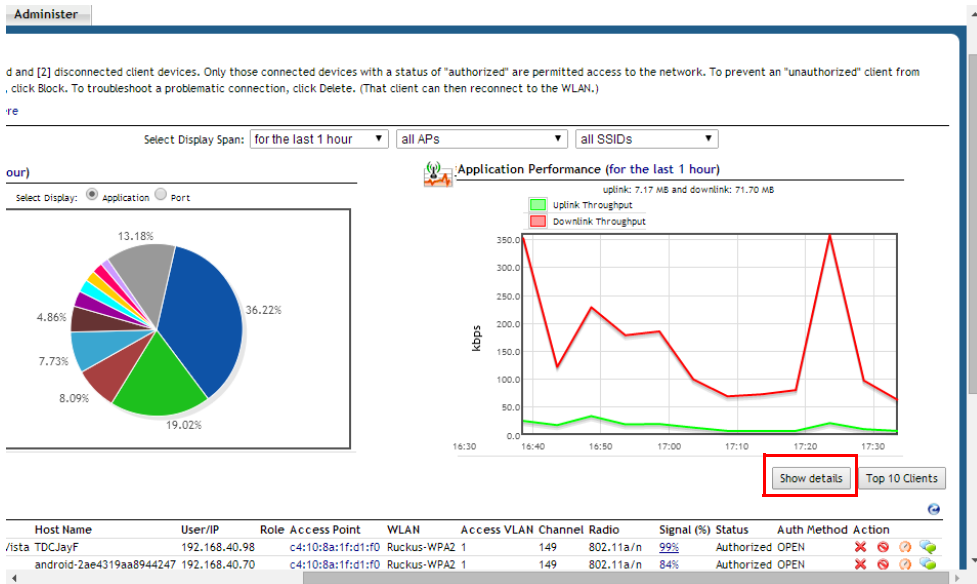 Administer
d and [2] disconnected client devices. Only those connected devices with a status of "authorized" are permitted access to the network. To prevent an "unauthorized" client from
, click Block. To troubleshoot a problematic connection, click Delete. (That client can then reconnect to the WLAN.)
re
Select Display Span: for the last 1 hour all APs all SSIDs
our)
Select Display: Application Port
13.18%
36.22%
4.86%
7.73%
8.09%
19.02%
Application Performance (for the last 1 hour)
uplink: 7.17 MB and downlink: 71.70 MB
Uplink Throughput
Downlink Throughput
350.0
300.0
250.0
200.0
150.0
100.0
50.0
0.0
kbps
16:30 16:40 16:50 17:00 17:10 17:20 17:30
Show details Top 10 Clients
Host Name User/IP Role Access Point WLAN Access VLAN Channel Radio Signal (%) Status Auth Method Action
/ista TDCJayF 192.168.40.98 c4:10:8a:1f:d1:f0 Ruckus-WPA2 1 149 802.11a/n 99% Authorized OPEN
android-2ae4319aa8944247 192.168.40.70 c4:10:8a:1f:d1:f0 Ruckus-WPA2 1 149 802.11a/n 84% Authorized OPEN